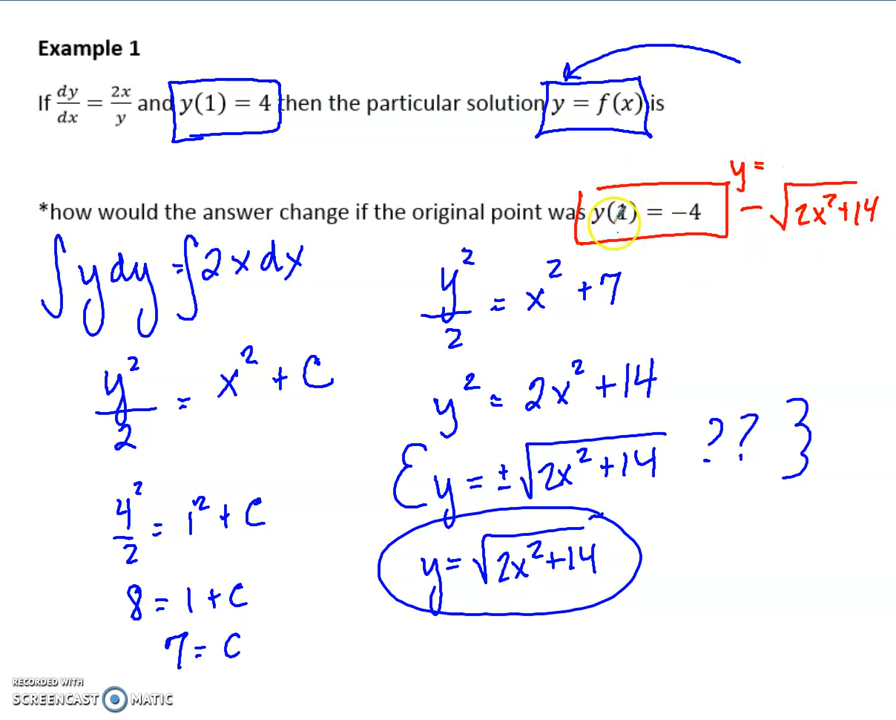 Example 1
If dy/dx = 2x/y and y(1) = 4 then the particular solution y = f(x) is
y =
*how would the answer change if the original point was y(1) = −4
− √(2x² + 14)
∫ y dy = ∫ 2x dx
y²/2 = x² + C
4²/2 = 1² + C
8 = 1 + C
7 = C
y²/2 = x² + 7
y² = 2x² + 14
{ y = ± √(2x² + 14) ?? }
y = √(2x² + 14)
RECORDED WITH
SCREENCAST MATIC